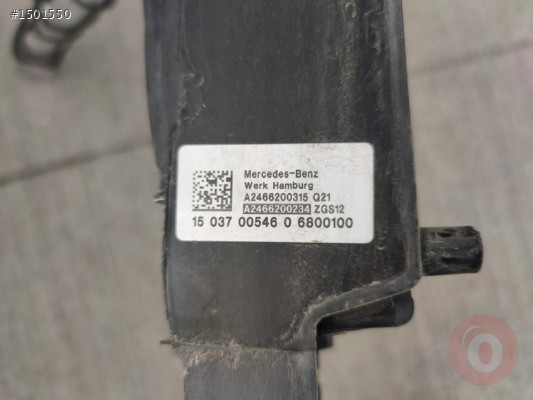 #1501550
Mercedes-Benz
Werk Hamburg
A2466200315 Q21
A2466200234 ZGS12
15 037 00546 0 6800100